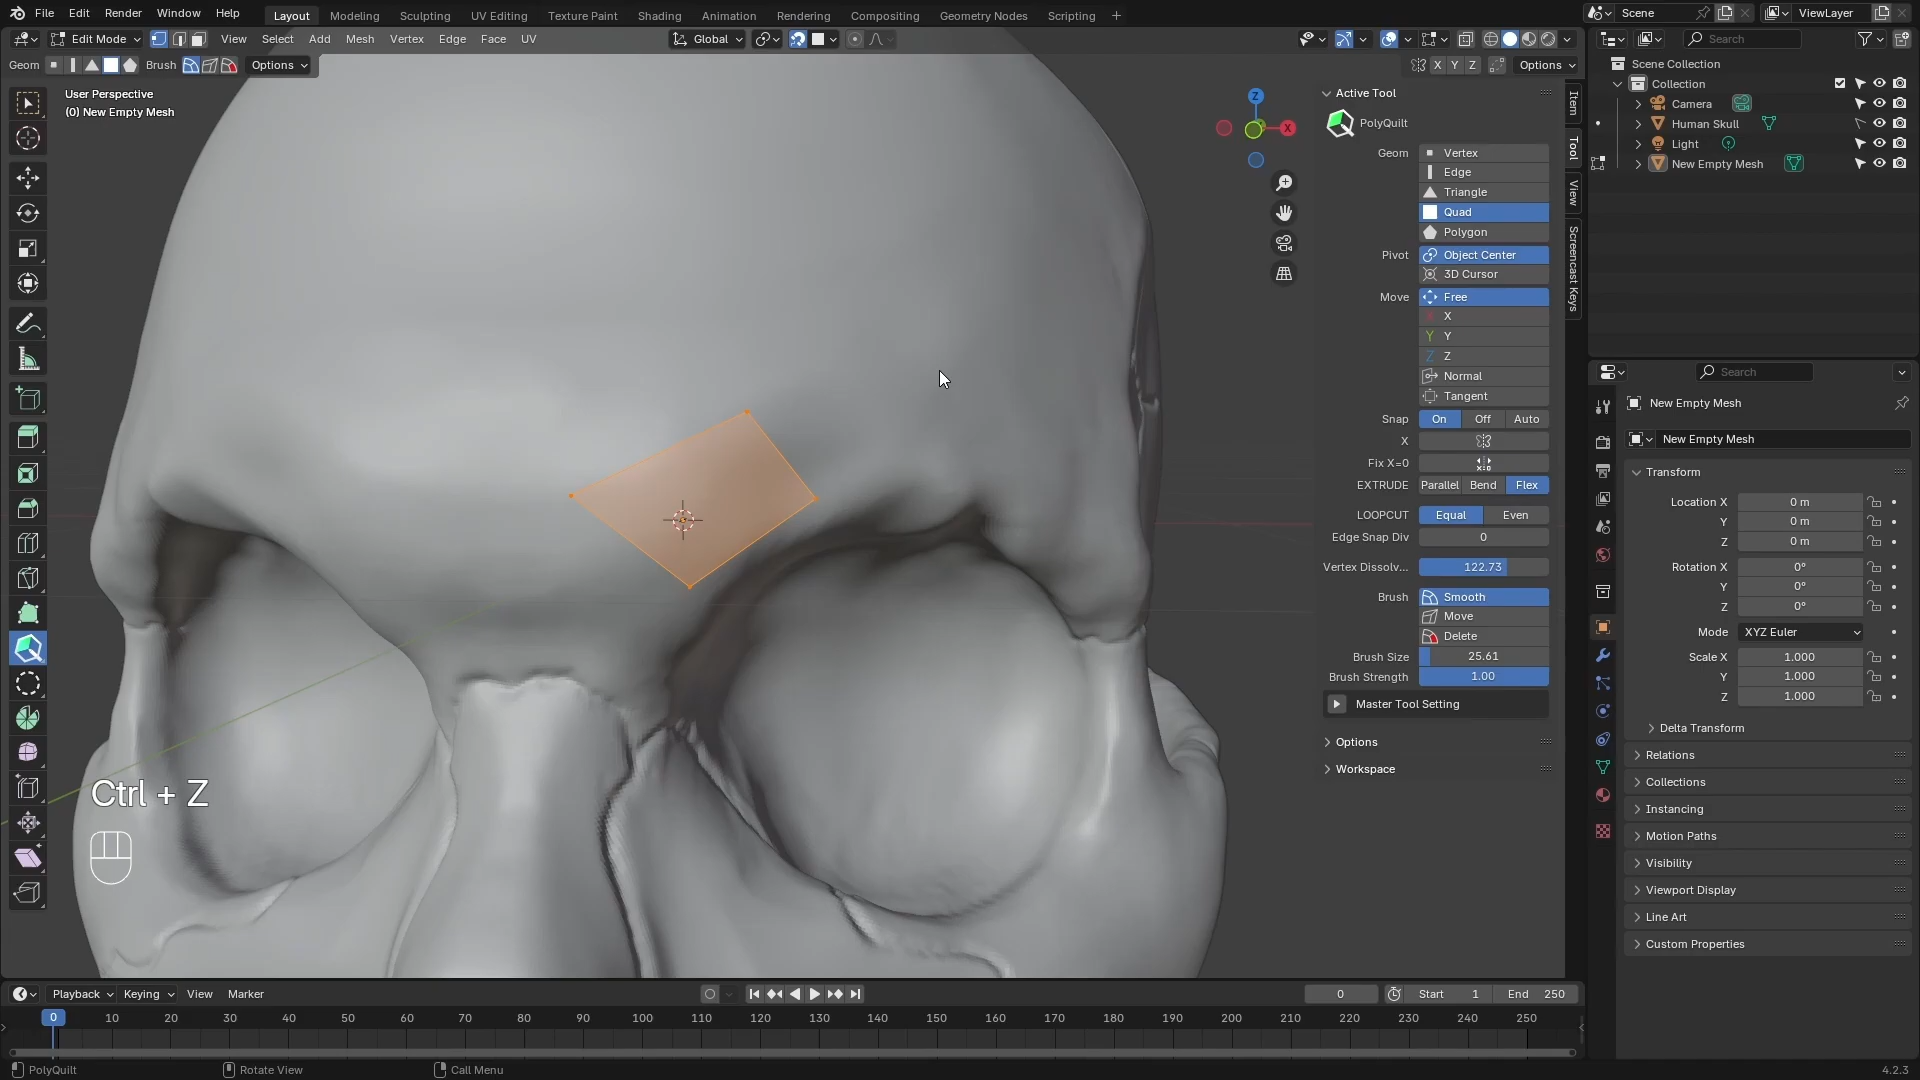 File Edit Render Window Help Layout Modeling Sculpting UV Editing Texture Paint Shading Animation Rendering Compositing Geometry Nodes Scripting + Scene ViewLayer
Edit Mode View Select Add Mesh Vertex Edge Face UV Global Search
Geom Brush Options X Y Z Options
Scene Collection
Collection
Camera
Human Skull
Light
New Empty Mesh
User Perspective
(0) New Empty Mesh
Z
X
Item
Tool
View
Screencast Keys
Active Tool
PolyQuilt
Geom Vertex
Edge
Triangle
Quad
Polygon
Pivot Object Center
3D Cursor
Move Free
X
Y Y
Z Z
Normal
Tangent
Snap On Off Auto
X
Fix X=0
EXTRUDE Parallel Bend Flex
LOOPCUT Equal Even
Edge Snap Div 0
Vertex Dissolv... 122.73
Brush Smooth
Move
Delete
Brush Size 25.61
Brush Strength 1.00
Master Tool Setting
Options
Workspace
Search
New Empty Mesh
New Empty Mesh
Transform
Location X 0 m
Y 0 m
Z 0 m
Rotation X 0°
Y 0°
Z 0°
Mode XYZ Euler
Scale X 1.000
Y 1.000
Z 1.000
Delta Transform
Relations
Collections
Instancing
Motion Paths
Visibility
Viewport Display
Line Art
Custom Properties
Ctrl + Z
Playback Keying View Marker 0 Start 1 End 250
0 10 20 30 40 50 60 70 80 90 100 110 120 130 140 150 160 170 180 190 200 210 220 230 240 250
PolyQuilt Rotate View Call Menu 4.2.3